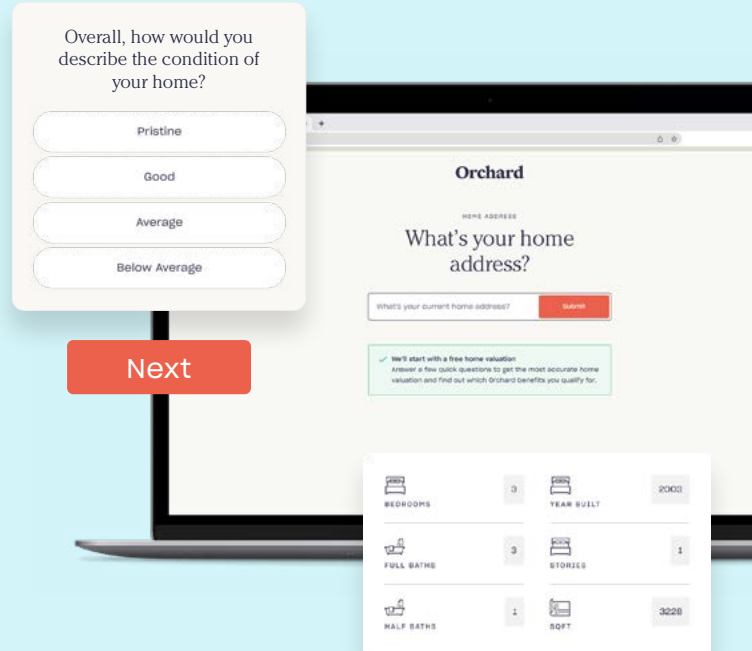 Overall, how would you
describe the condition of
your home?
Pristine
Good
Average
Below Average
Next
Orchard
HOME ADDRESS
What's your home
address?
What's your current home address?
Submit
We'll start with a free home valuation
Answer a few quick questions to get the most accurate home
valuation and find out which Orchard benefits you qualify for.
BEDROOMS
3
YEAR BUILT
2003
FULL BATHS
3
STORIES
1
HALF BATHS
1
SQFT
3228